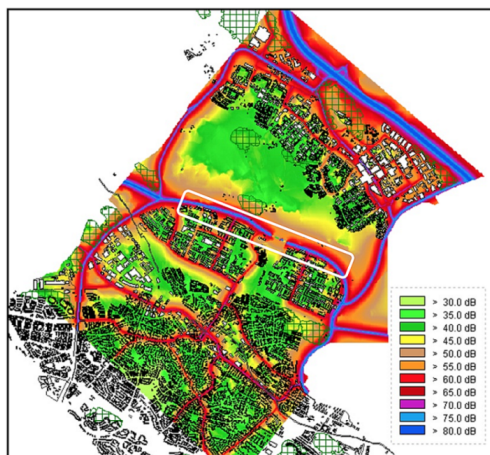 > 30.0 dB
> 35.0 dB
> 40.0 dB
> 45.0 dB
> 50.0 dB
> 55.0 dB
> 60.0 dB
> 65.0 dB
> 70.0 dB
> 75.0 dB
> 80.0 dB